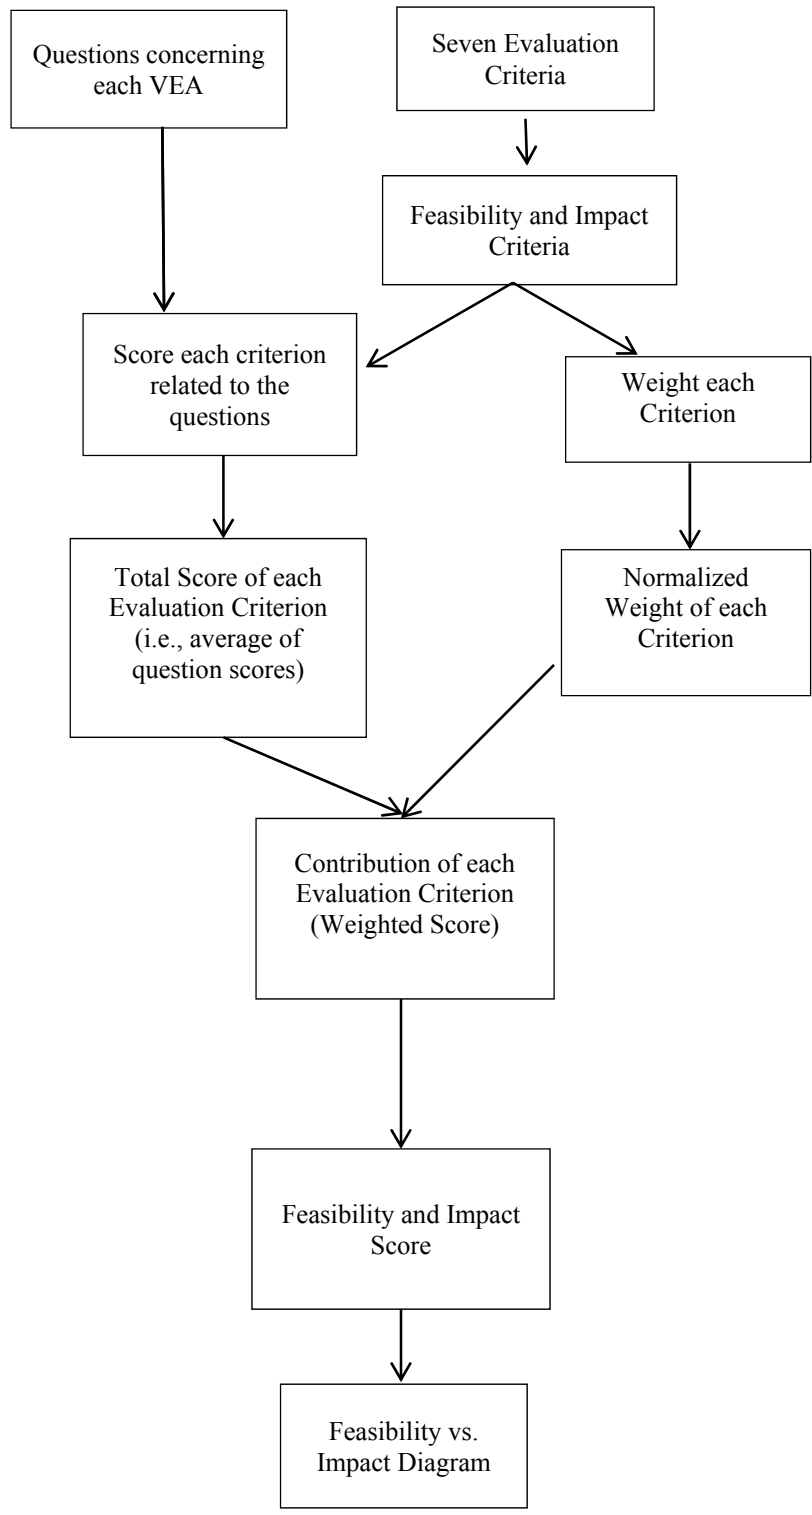 Questions concerning
each VEA
Seven Evaluation
Criteria
Feasibility and Impact
Criteria
Score each criterion
related to the
questions
Weight each
Criterion
Total Score of each
Evaluation Criterion
(i.e., average of
question scores)
Normalized
Weight of each
Criterion
Contribution of each
Evaluation Criterion
(Weighted Score)
Feasibility and Impact
Score
Feasibility vs.
Impact Diagram